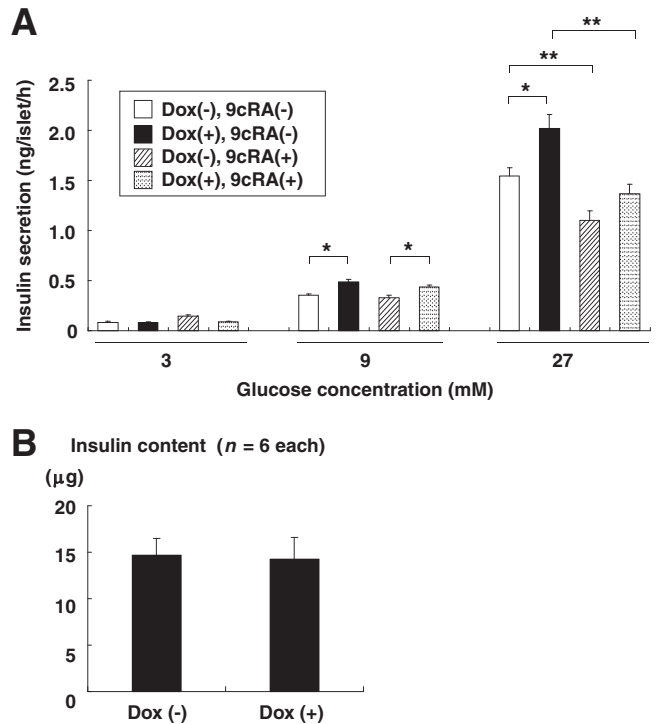 A
Insulin secretion (ng/islet/h)
3.0
2.5
2.0
1.5
1.0
0.5
0
Dox(-), 9cRA(-)
Dox(+), 9cRA(-)
Dox(-), 9cRA(+)
Dox(+), 9cRA(+)
*
*
*
**
**
3
9
27
Glucose concentration (mM)
B
Insulin content (n = 6 each)
(μg)
20
15
10
5
0
Dox (-)
Dox (+)